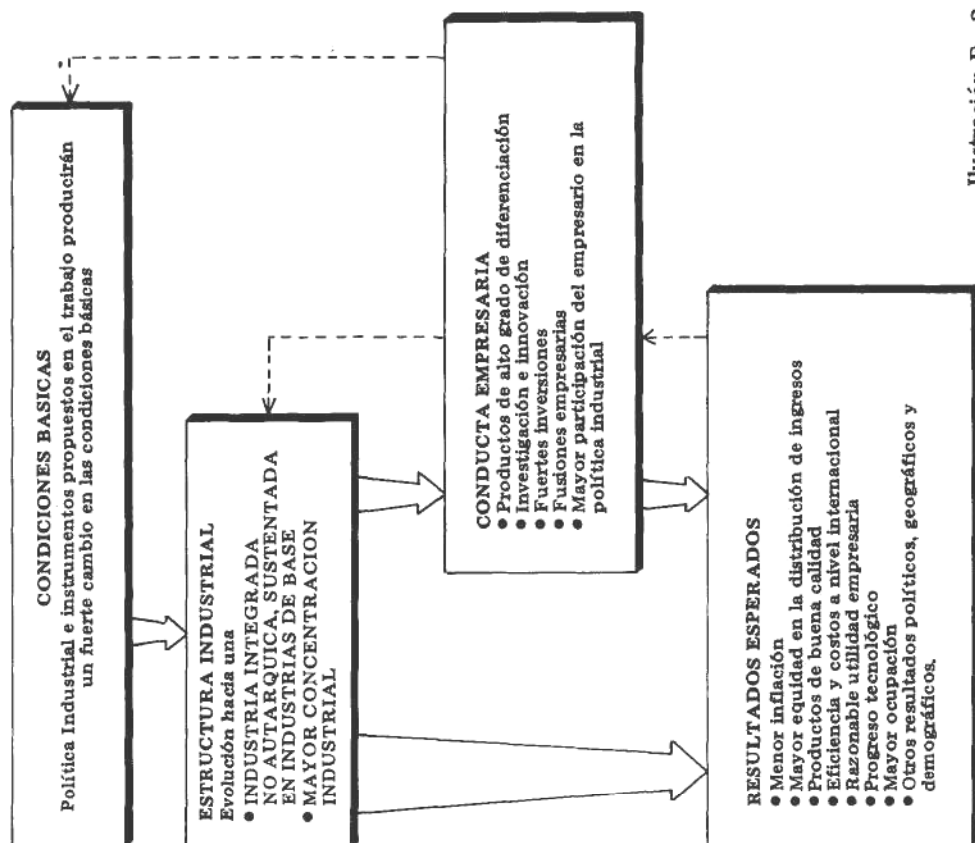 CONDICIONES BASICAS
Política Industrial e instrumentos propuestos en el trabajo producirán
un fuerte cambio en las condiciones básicas
ESTRUCTURA INDUSTRIAL
Evolución hacia una
● INDUSTRIA INTEGRADA
NO AUTARQUICA, SUSTENTADA
EN INDUSTRIAS DE BASE
● MAYOR CONCENTRACION
INDUSTRIAL
CONDUCTA EMPRESARIA
● Productos de alto grado de diferenciación
● Investigación e innovación
● Fuertes inversiones
● Fusiones empresarias
● Mayor participación del empresario en la
política industrial
RESULTADOS ESPERADOS
● Menor inflación
● Mayor equidad en la distribución de ingresos
● Productos de buena calidad
● Eficiencia y costos a nivel internacional
● Razonable utilidad empresaria
● Progreso tecnológico
● Mayor ocupación
● Otros resultados políticos, geográficos y
demográficos.
Ilustración